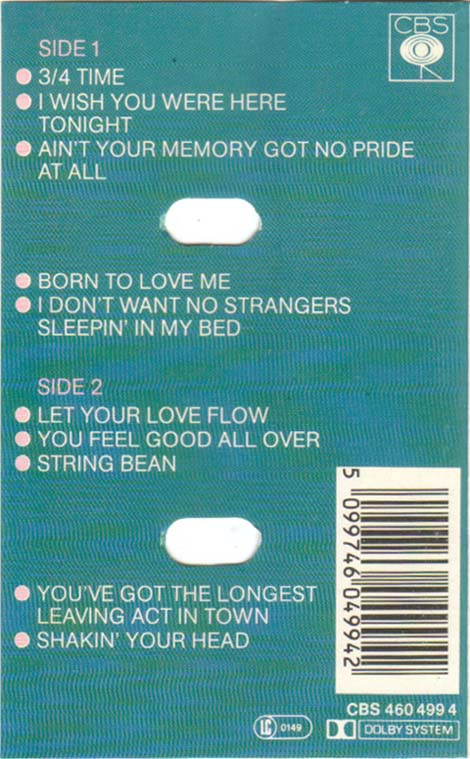 CBS
SIDE 1
3/4 TIME
I WISH YOU WERE HERE
TONIGHT
AIN'T YOUR MEMORY GOT NO PRIDE
AT ALL
BORN TO LOVE ME
I DON'T WANT NO STRANGERS
SLEEPIN' IN MY BED
SIDE 2
LET YOUR LOVE FLOW
YOU FEEL GOOD ALL OVER
STRING BEAN
YOU'VE GOT THE LONGEST
LEAVING ACT IN TOWN
SHAKIN' YOUR HEAD
5 099746 049942
CBS 460 499 4
LC 0149 DOLBY SYSTEM